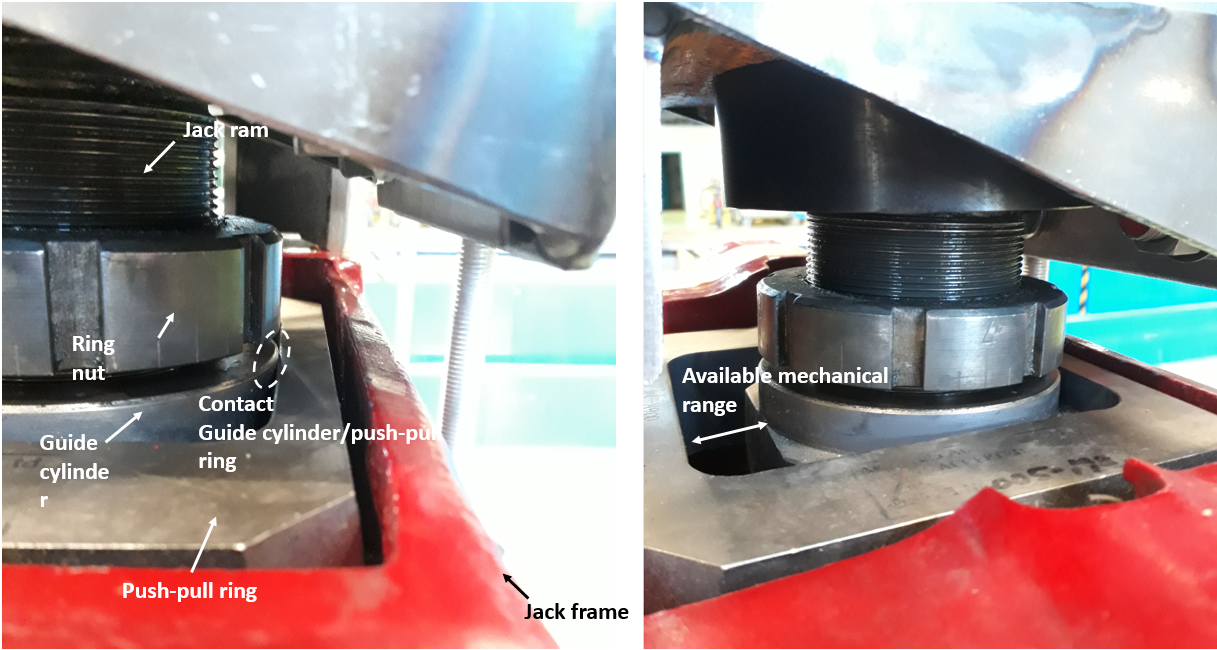 Jack ram
Ring
nut
Contact
Guide cylinder/push-pul
ring
Guide
cylinde
r
Push-pull ring
Jack frame
Available mechanical
range